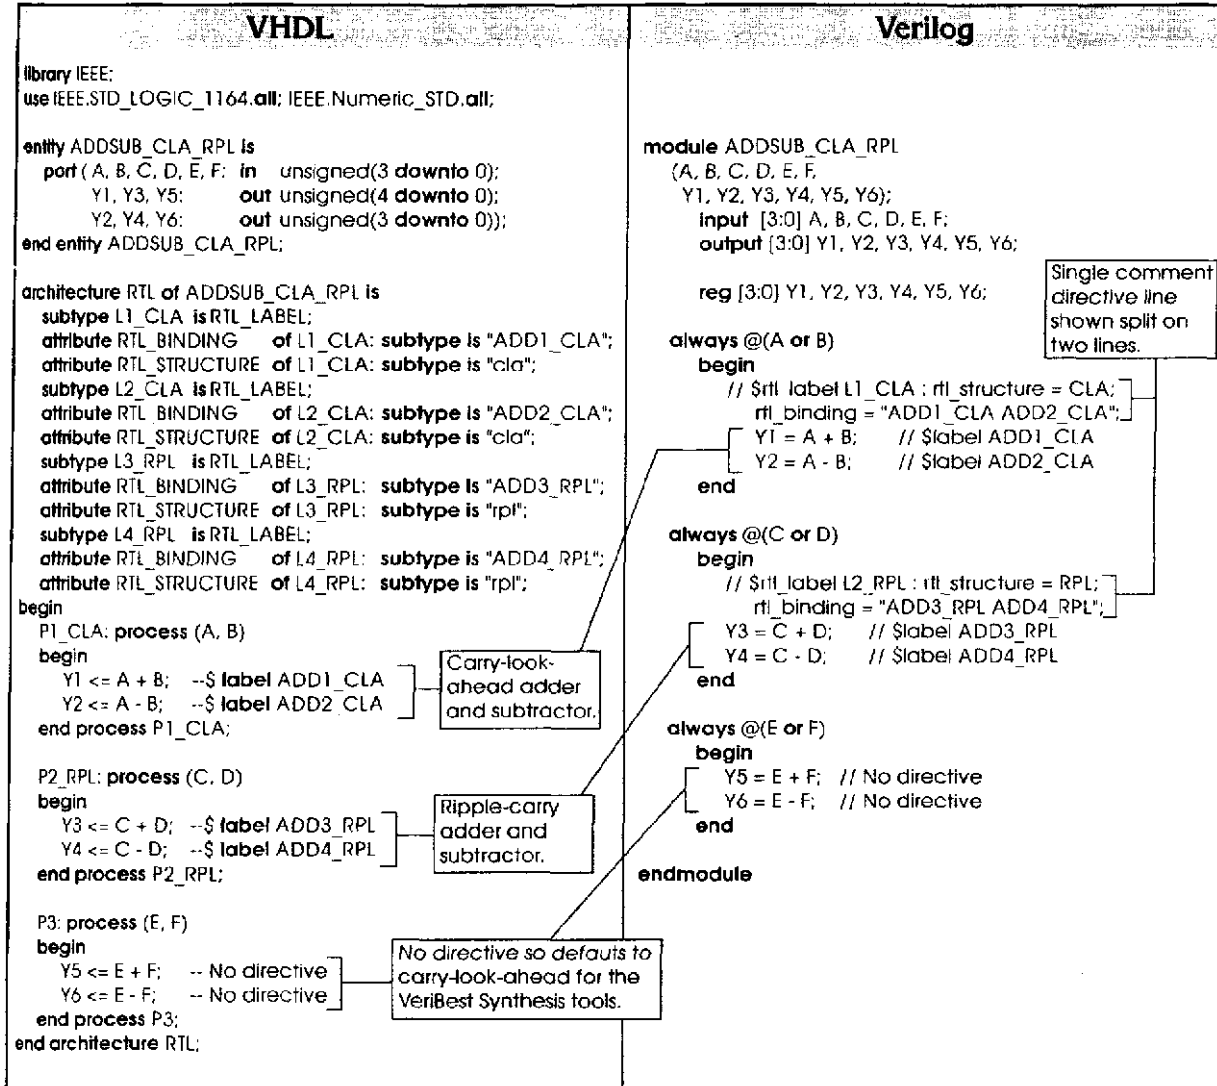 VHDL
library IEEE;
use IEEE.STD_LOGIC_1164.all; IEEE.Numeric_STD.all;
entity ADDSUB_CLA_RPL is
port ( A, B, C, D, E, F: in unsigned(3 downto 0);
Y1, Y3, Y5: out unsigned(4 downto 0);
Y2, Y4, Y6: out unsigned(3 downto 0));
end entity ADDSUB_CLA_RPL;
architecture RTL of ADDSUB_CLA_RPL is
subtype L1_CLA is RTL_LABEL;
attribute RTL_BINDING of L1_CLA: subtype is "ADD1_CLA";
attribute RTL_STRUCTURE of L1_CLA: subtype is "cla";
subtype L2_CLA is RTL_LABEL;
attribute RTL_BINDING of L2_CLA: subtype is "ADD2_CLA";
attribute RTL_STRUCTURE of L2_CLA: subtype is "cla";
subtype L3_RPL is RTL_LABEL;
attribute RTL_BINDING of L3_RPL: subtype is "ADD3_RPL";
attribute RTL_STRUCTURE of L3_RPL: subtype is "rpl";
subtype L4_RPL is RTL_LABEL;
attribute RTL_BINDING of L4_RPL: subtype is "ADD4_RPL";
attribute RTL_STRUCTURE of L4_RPL: subtype is "rpl";
begin
P1_CLA: process (A, B)
begin
Y1 <= A + B; --$ label ADD1_CLA
Y2 <= A - B; --$ label ADD2_CLA
end process P1_CLA;
Carry-look-
ahead adder
and subtractor.
P2_RPL: process (C, D)
begin
Y3 <= C + D; --$ label ADD3_RPL
Y4 <= C - D; --$ label ADD4_RPL
end process P2_RPL;
Ripple-carry
adder and
subtractor.
P3: process (E, F)
begin
Y5 <= E + F; -- No directive
Y6 <= E - F; -- No directive
end process P3;
end architecture RTL;
No directive so defauts to
carry-look-ahead for the
VeriBest Synthesis tools.
Verilog
module ADDSUB_CLA_RPL
(A, B, C, D, E, F,
Y1, Y2, Y3, Y4, Y5, Y6);
input [3:0] A, B, C, D, E, F;
output [3:0] Y1, Y2, Y3, Y4, Y5, Y6;
reg [3:0] Y1, Y2, Y3, Y4, Y5, Y6;
Single comment
directive line
shown split on
two lines.
always @(A or B)
begin
// $rtl_label L1_CLA : rtl_structure = CLA;
rtl_binding = "ADD1_CLA ADD2_CLA";
Y1 = A + B; // $label ADD1_CLA
Y2 = A - B; // $label ADD2_CLA
end
always @(C or D)
begin
// $rtl_label L2_RPL : rtl_structure = RPL;
rtl_binding = "ADD3_RPL ADD4_RPL";
Y3 = C + D; // $label ADD3_RPL
Y4 = C - D; // $label ADD4_RPL
end
always @(E or F)
begin
Y5 = E + F; // No directive
Y6 = E - F; // No directive
end
endmodule